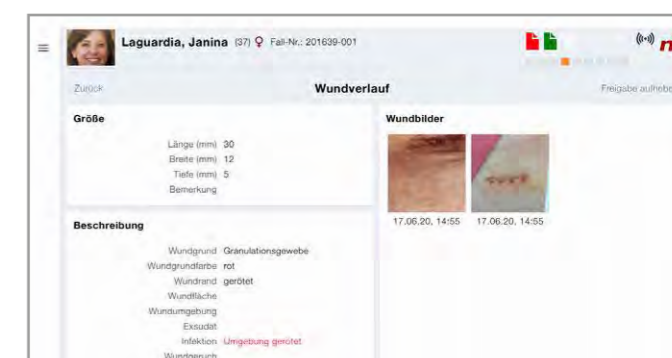 Laguardia, Janina (37) ♀ Fall-Nr.: 201639-001
Zurück
Wundverlauf
Freigabe aufhebe
Größe
Länge (mm) 30
Breite (mm) 12
Tiefe (mm) 5
Bemerkung
Beschreibung
Wundgrund Granulationsgewebe
Wundgrundfarbe rot
Wundrand gerötet
Wundfläche
Wundumgebung
Exsudat
Infektion Umgebung gerötet
Wundgeruch
Wundbilder
17.06.20, 14:55 17.06.20, 14:55